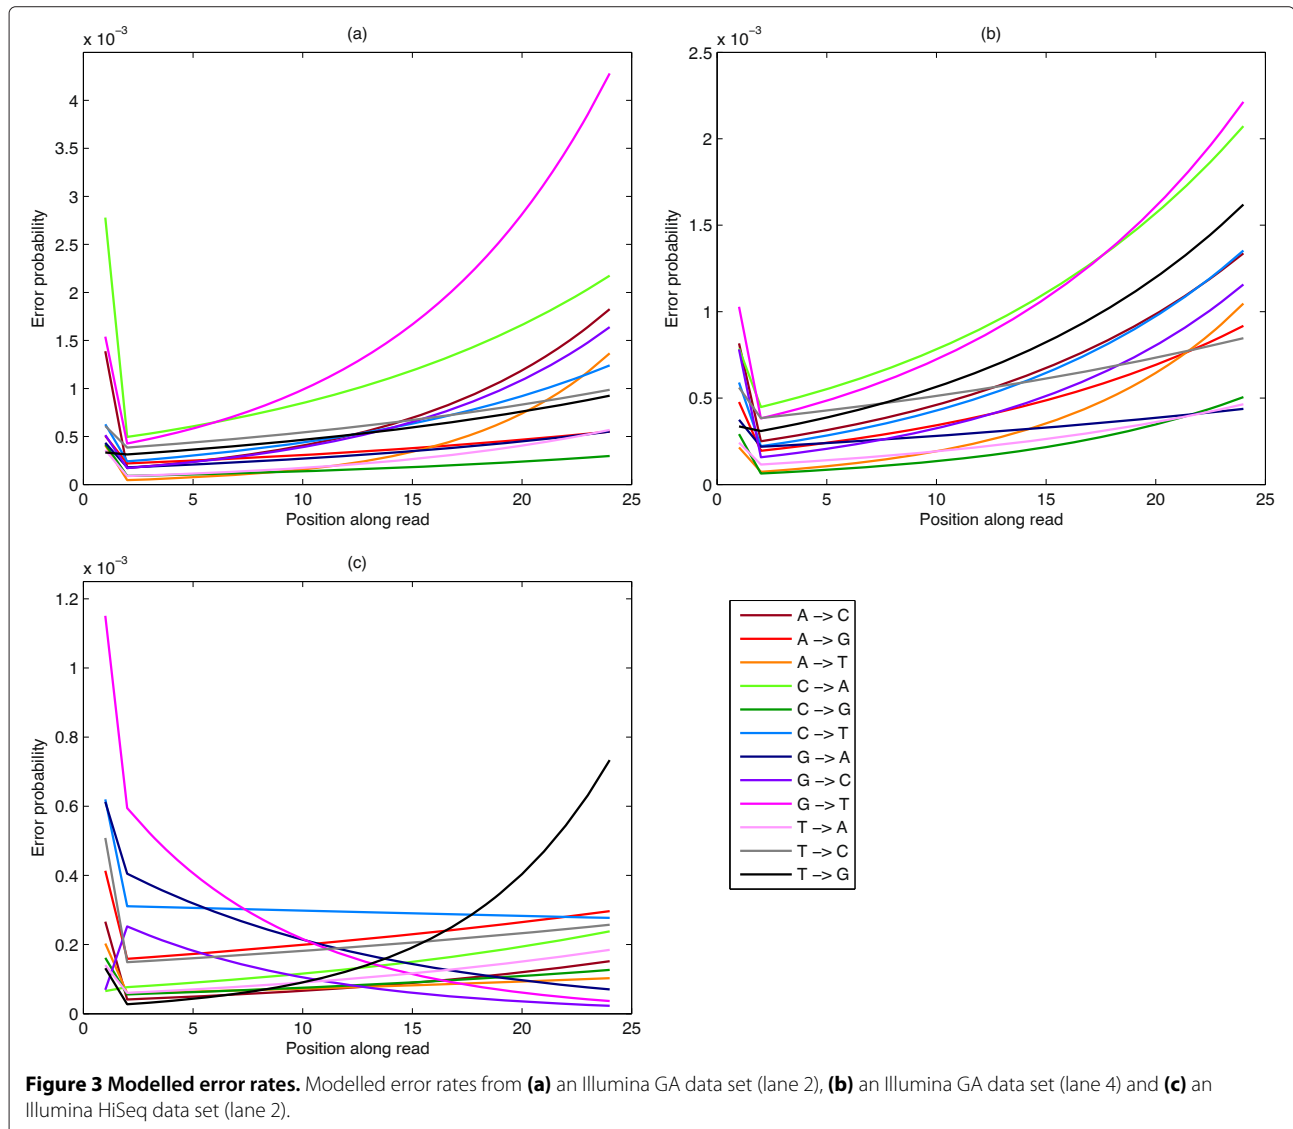 (a)
x 10⁻³
4
3.5
3
2.5
2
1.5
1
0.5
0
0 5 10 15 20 25
Error probability
Position along read
(b)
x 10⁻³
2.5
2
1.5
1
0.5
0
0 5 10 15 20 25
Error probability
Position along read
(c)
x 10⁻³
1.2
1
0.8
0.6
0.4
0.2
0
0 5 10 15 20 25
Error probability
Position along read
A −> C
A −> G
A −> T
C −> A
C −> G
C −> T
G −> A
G −> C
G −> T
T −> A
T −> C
T −> G
Figure 3 Modelled error rates. Modelled error rates from (a) an Illumina GA data set (lane 2), (b) an Illumina GA data set (lane 4) and (c) an
Illumina HiSeq data set (lane 2).